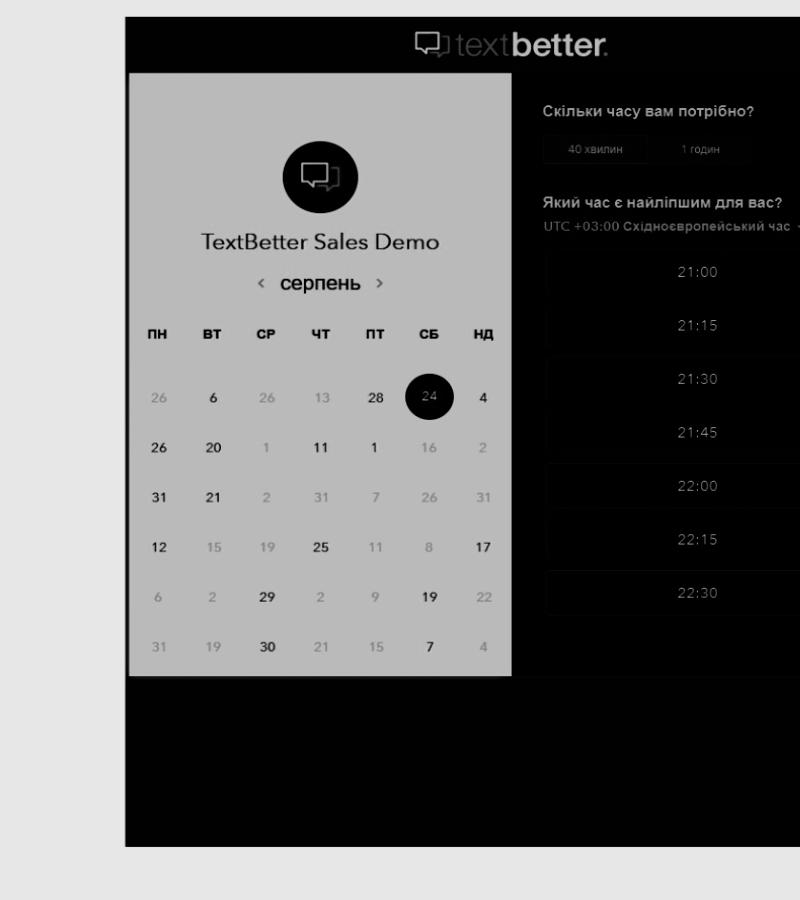 textbetter.
TextBetter Sales Demo
< серпень >
ПН ВТ СР ЧТ ПТ СБ НД
26 6 26 13 28 24 4
26 20 1 11 1 16 2
31 21 2 31 7 26 31
12 15 19 25 11 8 17
6 2 29 2 9 19 22
31 19 30 21 15 7 4
Скільки часу вам потрібно?
40 хвилин 1 годин
Який час є найліпшим для вас?
UTC +03:00 Східноєвропейський час
21:00
21:15
21:30
21:45
22:00
22:15
22:30